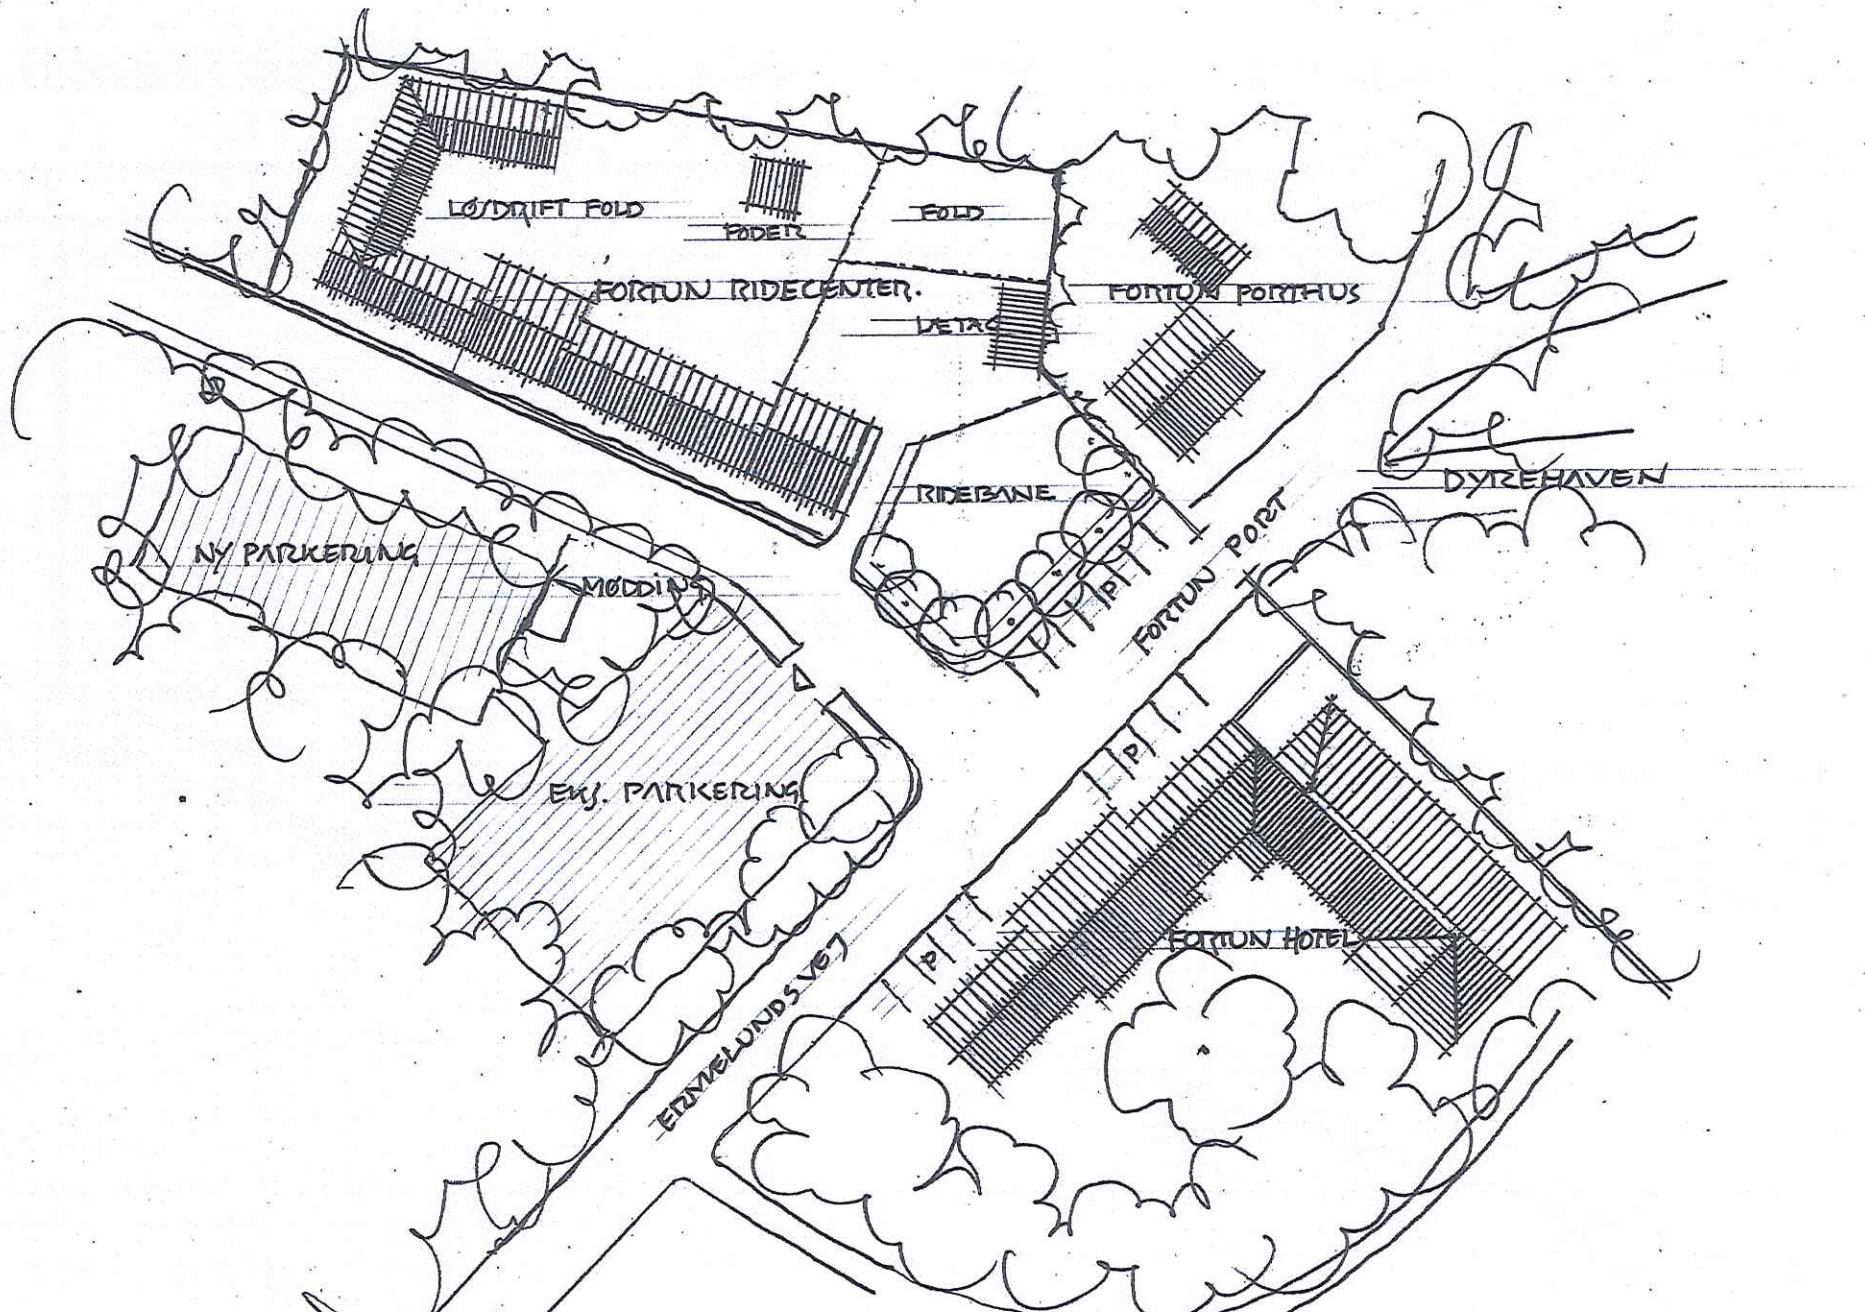 LØSDRIFT FOLD
FODER
FOLD
FORTUN RIDECENTER.
FORTUN PORTHUS
LÆTAG
RIDEBANE
DYREHAVEN
NY PARKERING
MØDDING
P
FORTUN PORT
P
EKS. PARKERING
FORTUN HOTEL
P
ERMELUNDSVEJ